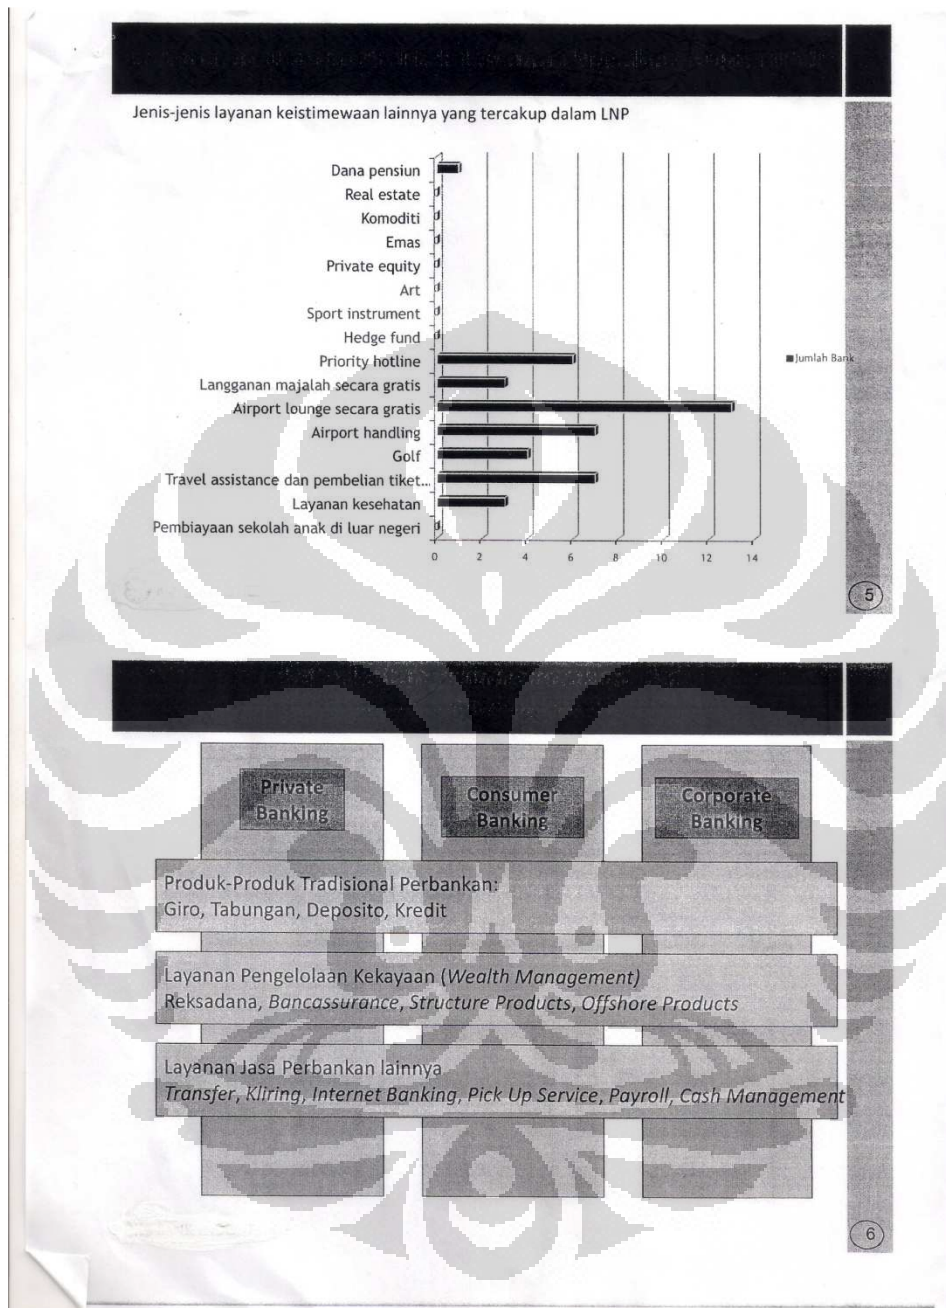 Jenis-jenis layanan keistimewaan lainnya yang tercakup dalam LNP
Dana pensiun
Real estate
Komoditi
Emas
Private equity
Art
Sport instrument
Hedge fund
Priority hotline
Langganan majalah secara gratis
Airport lounge secara gratis
Airport handling
Golf
Travel assistance dan pembelian tiket...
Layanan kesehatan
Pembiayaan sekolah anak di luar negeri
0 2 4 6 8 10 12 14
Jumlah Bank
5
Private
Banking
Consumer
Banking
Corporate
Banking
Produk-Produk Tradisional Perbankan:
Giro, Tabungan, Deposito, Kredit
Layanan Pengelolaan Kekayaan (Wealth Management)
Reksadana, Bancassurance, Structure Products, Offshore Products
Layanan Jasa Perbankan lainnya
Transfer, Kliring, Internet Banking, Pick Up Service, Payroll, Cash Management
6